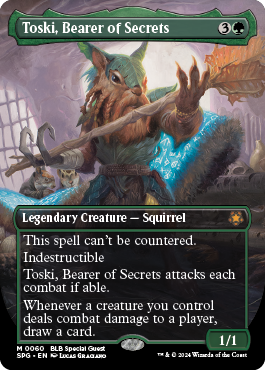 Toski, Bearer of Secrets 3
Legendary Creature — Squirrel
This spell can't be countered.
Indestructible
Toski, Bearer of Secrets attacks each
combat if able.
Whenever a creature you control
deals combat damage to a player,
draw a card.
1/1
M 0060 BLB Special Guest
SPG • EN Lucas Graciano
™ & © 2024 Wizards of the Coast